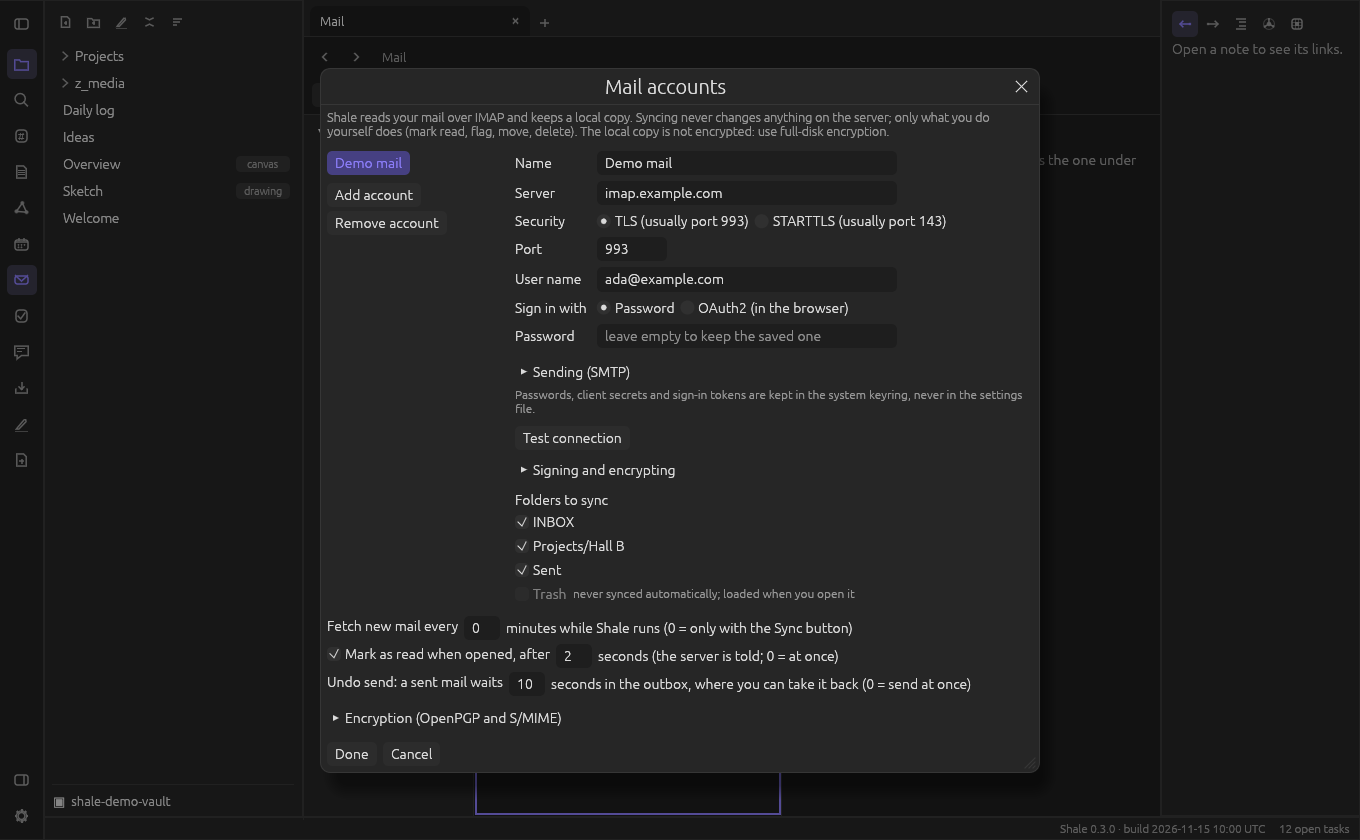 Mail
Mail
Open a note to see its links.
Projects
z_media
Daily log
Ideas
Overview canvas
Sketch drawing
Welcome
shale-demo-vault
s the one under
Mail accounts
Shale reads your mail over IMAP and keeps a local copy. Syncing never changes anything on the server; only what you do
yourself does (mark read, flag, move, delete). The local copy is not encrypted: use full-disk encryption.
Demo mail
Add account
Remove account
Name Demo mail
Server imap.example.com
Security TLS (usually port 993) STARTTLS (usually port 143)
Port 993
User name ada@example.com
Sign in with Password OAuth2 (in the browser)
Password leave empty to keep the saved one
Sending (SMTP)
Passwords, client secrets and sign-in tokens are kept in the system keyring, never in the settings
file.
Test connection
Signing and encrypting
Folders to sync
INBOX
Projects/Hall B
Sent
Trash never synced automatically; loaded when you open it
Fetch new mail every 0 minutes while Shale runs (0 = only with the Sync button)
Mark as read when opened, after 2 seconds (the server is told; 0 = at once)
Undo send: a sent mail waits 10 seconds in the outbox, where you can take it back (0 = send at once)
Encryption (OpenPGP and S/MIME)
Done Cancel
Shale 0.3.0 · build 2026-11-15 10:00 UTC 12 open tasks